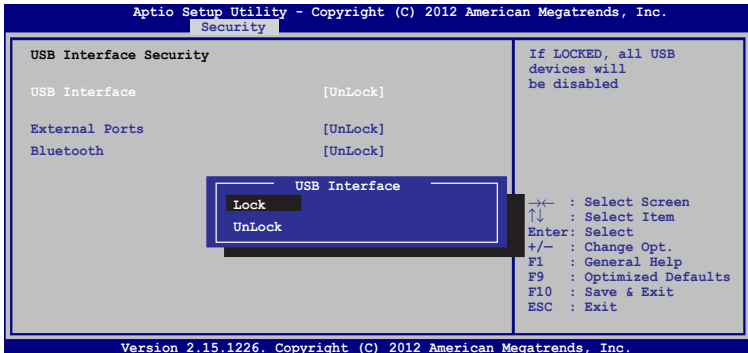 Aptio Setup Utility - Copyright (C) 2012 American Megatrends, Inc.
Security
USB Interface Security
USB Interface [UnLock]
External Ports [UnLock]
Bluetooth [UnLock]
USB Interface
Lock
UnLock
If LOCKED, all USB
devices will
be disabled
→← : Select Screen
↑↓ : Select Item
Enter: Select
+/— : Change Opt.
F1 : General Help
F9 : Optimized Defaults
F10 : Save & Exit
ESC : Exit
Version 2.15.1226. Copyright (C) 2012 American Megatrends, Inc.